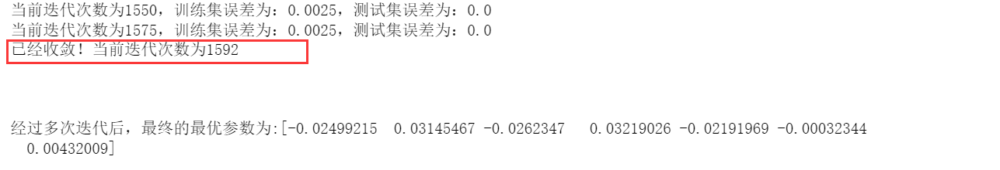 当前迭代次数为1550，训练集误差为：0.0025，测试集误差为：0.0
当前迭代次数为1575，训练集误差为：0.0025，测试集误差为：0.0
已经收敛！当前迭代次数为1592
经过多次迭代后，最终的最优参数为:[-0.02499215  0.03145467 -0.0262347   0.03219026 -0.02191969 -0.00032344
  0.00432009]